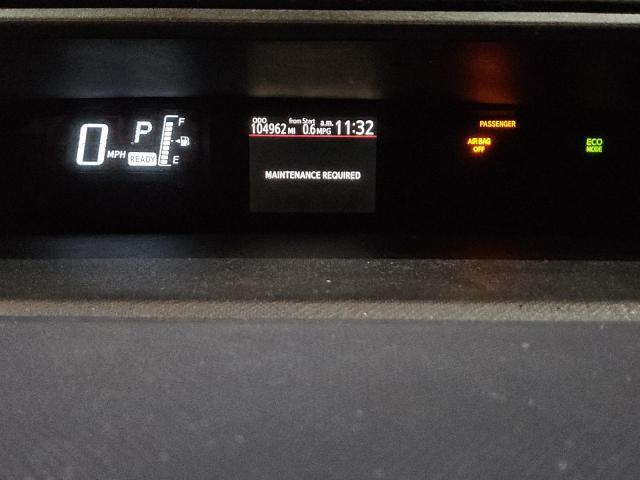 0 MPH
P
READY
F
E
ODO from Start a.m.
104962 MI 0.6 MPG 11:32
MAINTENANCE REQUIRED
PASSENGER
AIR BAG
OFF
ECO
MODE